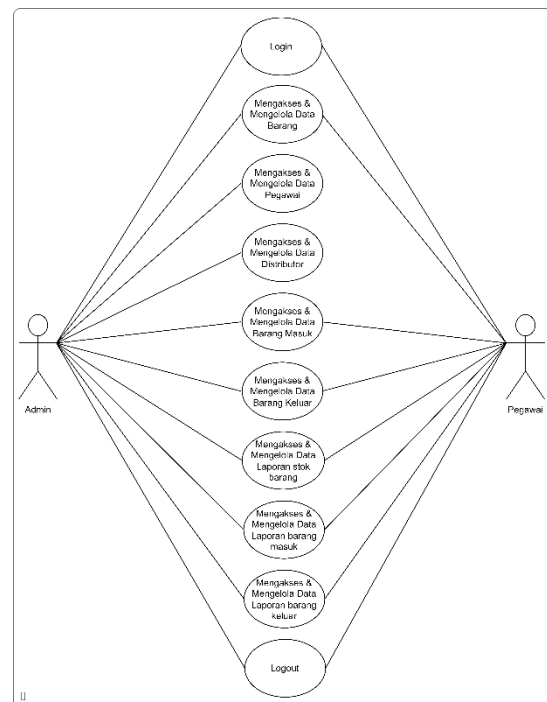 Login
Mengakses &
Mengelola Data
Barang
Mengakses &
Mengelola Data
Pegawai
Mengakses &
Mengelola Data
Distributor
Mengakses &
Mengelola Data
Barang Masuk
Mengakses &
Mengelola Data
Barang Keluar
Admin
Pegawai
Mengakses &
Mengelola Data
Laporan stok
barang
Mengakses &
Mengelola Data
Laporan barang
masuk
Mengakses &
Mengelola Data
Laporan barang
keluar
Logout